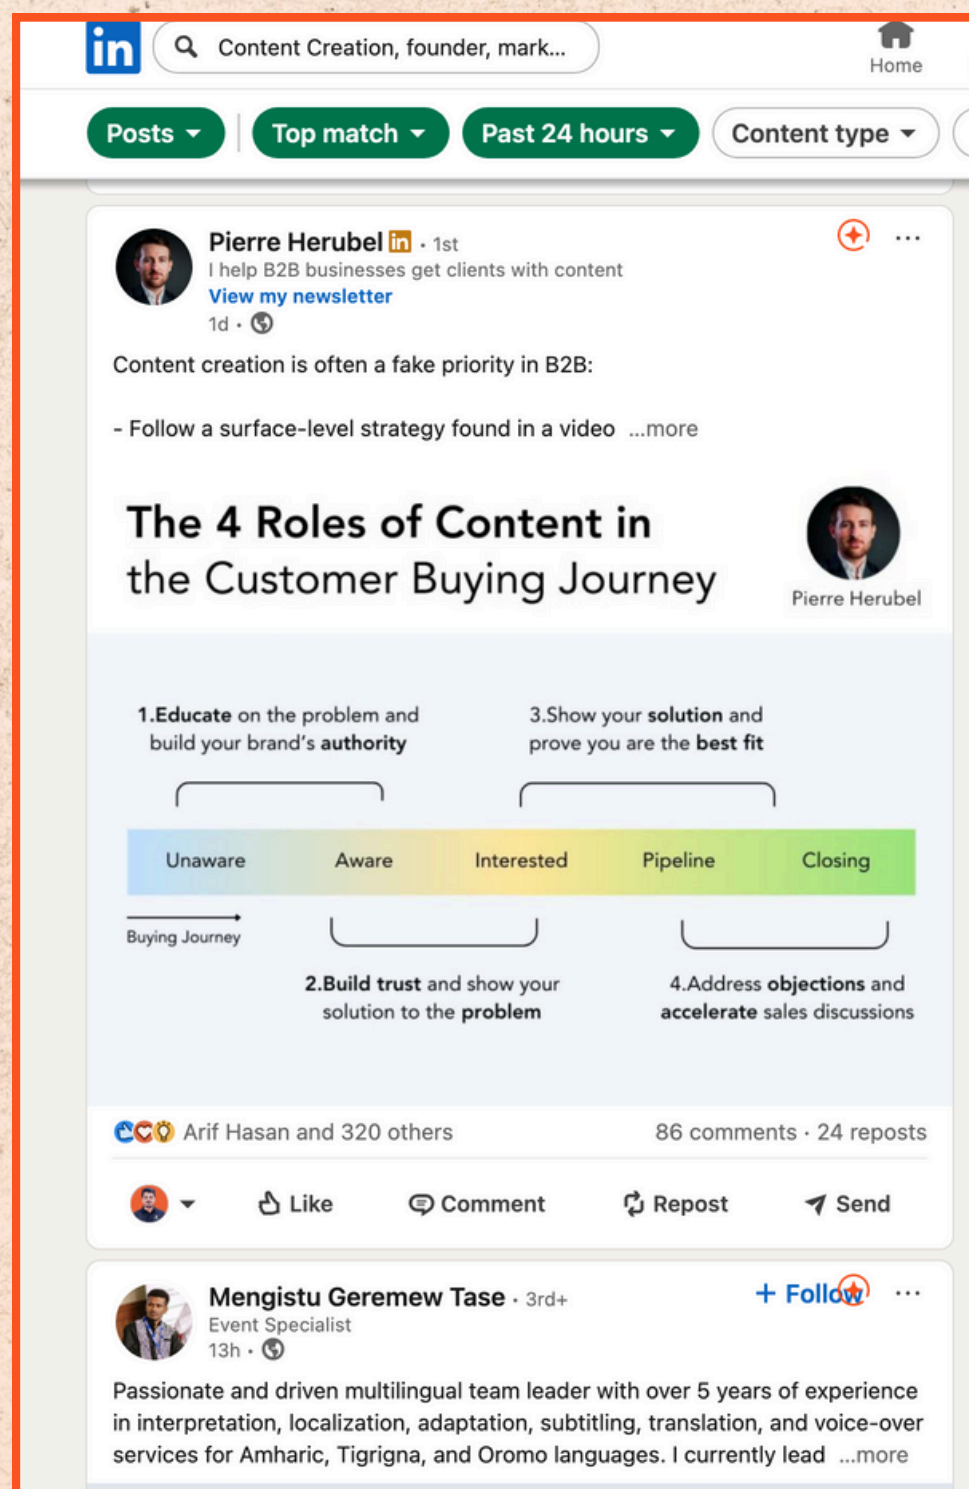 in
Content Creation, founder, mark...
Home
Posts
Top match
Past 24 hours
Content type
Pierre Herubel in · 1st
I help B2B businesses get clients with content
View my newsletter
1d ·
Content creation is often a fake priority in B2B:
- Follow a surface-level strategy found in a video ...more
The 4 Roles of Content in
the Customer Buying Journey
Pierre Herubel
1.Educate on the problem and
build your brand's authority
3.Show your solution and
prove you are the best fit
Unaware Aware Interested Pipeline Closing
Buying Journey
2.Build trust and show your
solution to the problem
4.Address objections and
accelerate sales discussions
Arif Hasan and 320 others 86 comments · 24 reposts
Like Comment Repost Send
Mengistu Geremew Tase · 3rd+
+ Follow
Event Specialist
13h ·
Passionate and driven multilingual team leader with over 5 years of experience
in interpretation, localization, adaptation, subtitling, translation, and voice-over
services for Amharic, Tigrigna, and Oromo languages. I currently lead ...more